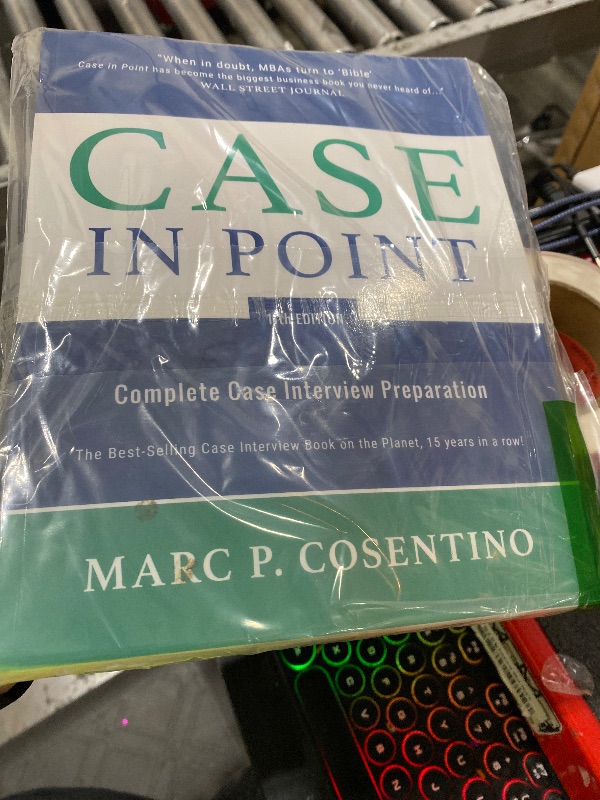 "When in doubt, MBAs turn to 'Bible'
Case in Point has become the biggest business book you never heard of..."
WALL STREET JOURNAL
CASE
IN POINT
EDITION
Complete Case Interview Preparation
The Best-Selling Case Interview Book on the Planet, 15 years in a row!
MARC P. COSENTINO